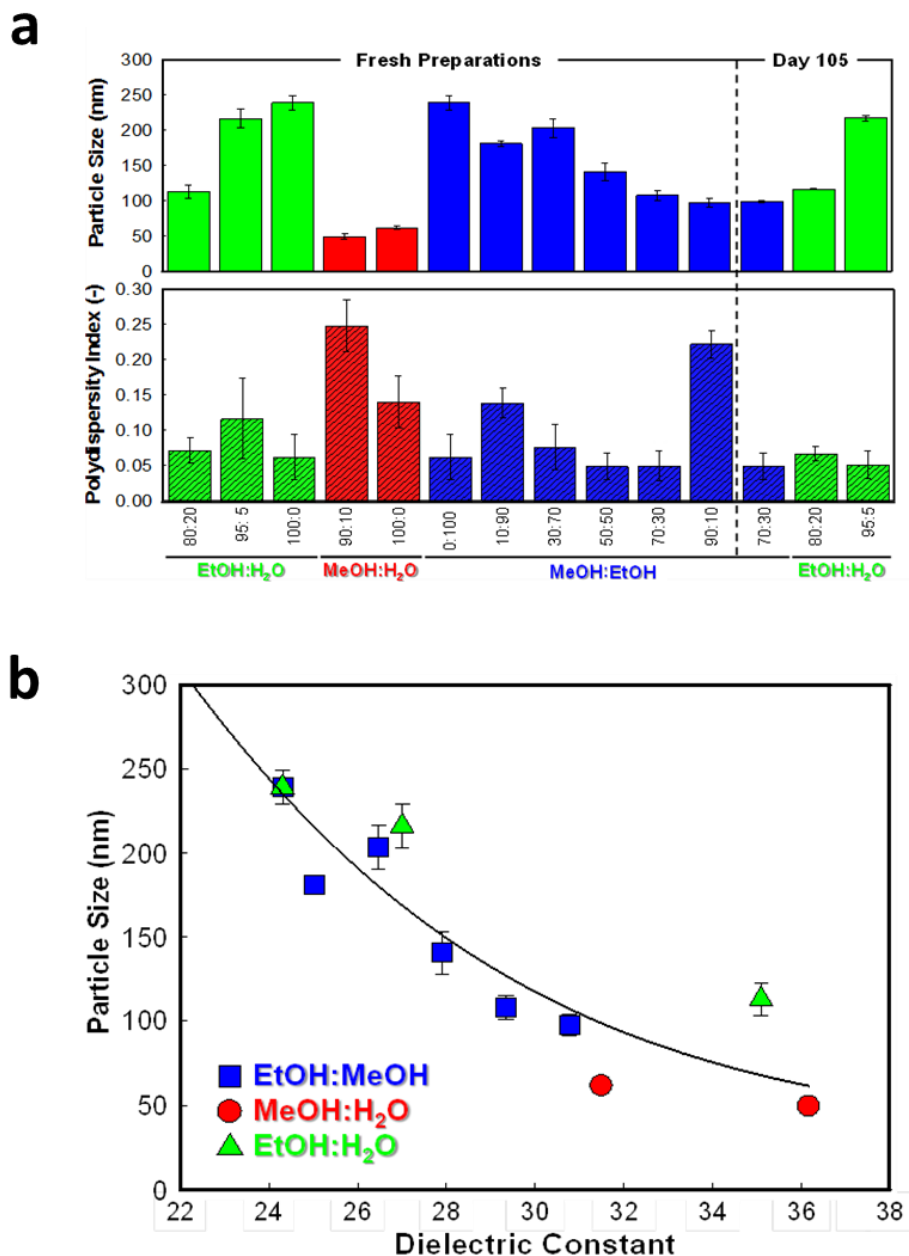 a
Fresh Preparations
Day 105
Particle Size (nm)
300
250
200
150
100
50
0
Polydispersity Index (-)
0.30
0.25
0.20
0.15
0.10
0.05
0.00
80:20
95: 5
100:0
90:10
100:0
0:100
10:90
30:70
50:50
70:30
90:10
70:30
80:20
95:5
EtOH:H₂O
MeOH:H₂O
MeOH:EtOH
EtOH:H₂O
b
Particle Size (nm)
300
250
200
150
100
50
0
EtOH:MeOH
MeOH:H₂O
EtOH:H₂O
22 24 26 28 30 32 34 36 38
Dielectric Constant